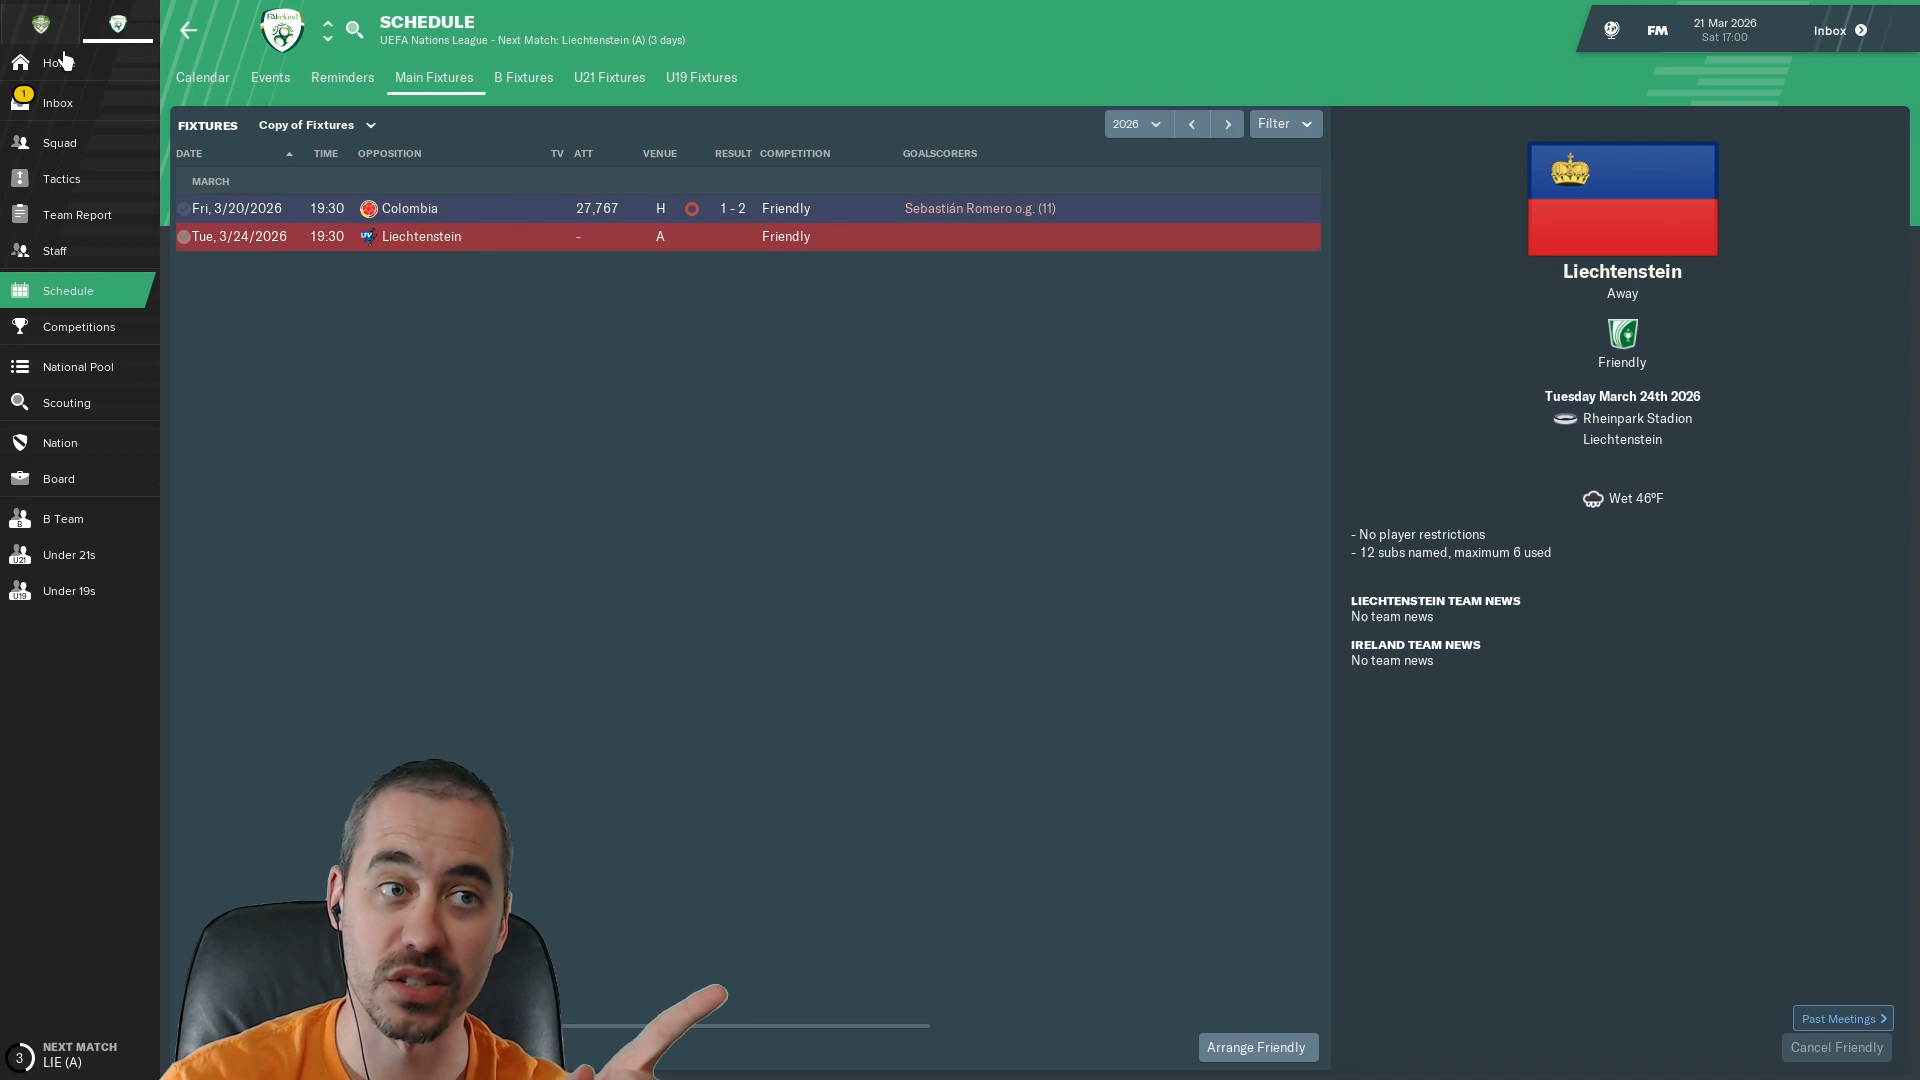 SCHEDULE
UEFA Nations League - Next Match: Liechtenstein (A) (3 days)
FM
21 Mar 2026
Sat 17:00
Inbox
Calendar
Events
Reminders
Main Fixtures
B Fixtures
U21 Fixtures
U19 Fixtures
1
Inbox
Squad
Tactics
Team Report
Staff
Schedule
Competitions
National Pool
Scouting
Nation
Board
B
B Team
U21
Under 21s
U19
Under 19s
3
NEXT MATCH
LIE (A)
FIXTURES
Copy of Fixtures
2026
Filter
DATE TIME OPPOSITION TV ATT VENUE RESULT COMPETITION GOALSCORERS
MARCH
Fri, 3/20/2026 19:30 Colombia 27,767 H 1 - 2 Friendly Sebastián Romero o.g. (11)
Tue, 3/24/2026 19:30 Liechtenstein - A Friendly
Arrange Friendly
Liechtenstein
Away
Friendly
Tuesday March 24th 2026
Rheinpark Stadion
Liechtenstein
Wet 46ºF
- No player restrictions
- 12 subs named, maximum 6 used
LIECHTENSTEIN TEAM NEWS
No team news
IRELAND TEAM NEWS
No team news
Past Meetings
Cancel Friendly